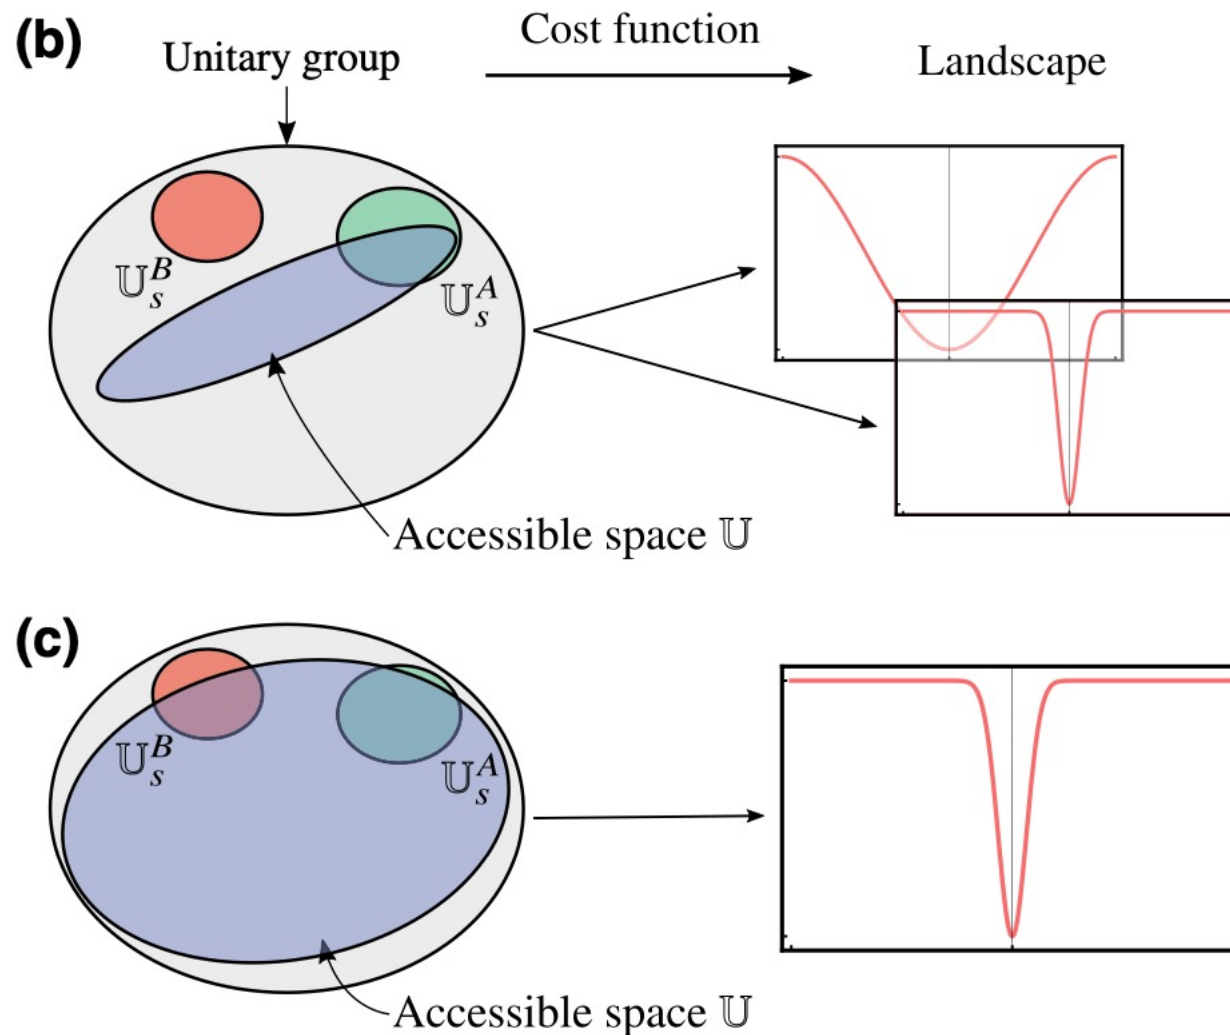 (b)
Unitary group
Cost function
Landscape
𝕌_s^B
𝕌_s^A
Accessible space 𝕌
(c)
𝕌_s^B
𝕌_s^A
Accessible space 𝕌